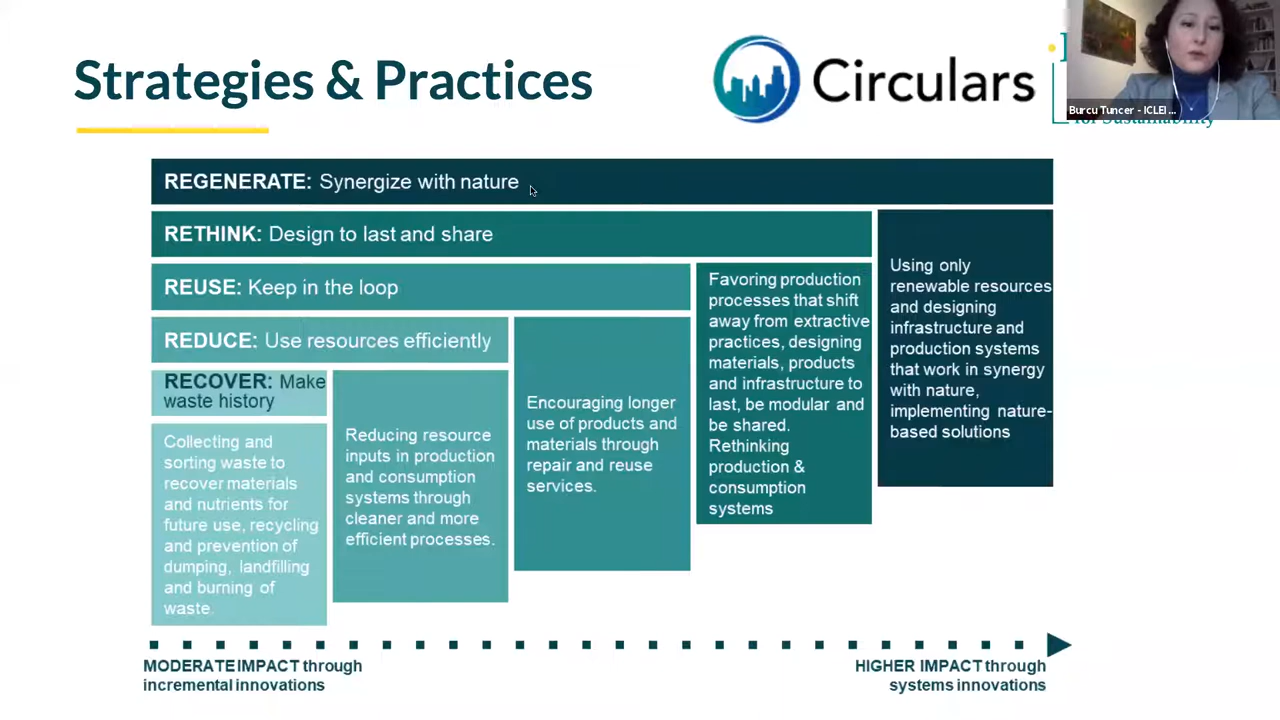 Strategies & Practices
Circulars
Burcu Tuncer - ICLEI ...
for Sustainability
REGENERATE: Synergize with nature
RETHINK: Design to last and share
REUSE: Keep in the loop
REDUCE: Use resources efficiently
RECOVER: Make
waste history
Collecting and
sorting waste to
recover materials
and nutrients for
future use, recycling
and prevention of
dumping, landfilling
and burning of
waste.
Reducing resource
inputs in production
and consumption
systems through
cleaner and more
efficient processes.
Encouraging longer
use of products and
materials through
repair and reuse
services.
Favoring production
processes that shift
away from extractive
practices, designing
materials, products
and infrastructure to
last, be modular and
be shared.
Rethinking
production &
consumption
systems
Using only
renewable resources
and designing
infrastructure and
production systems
that work in synergy
with nature,
implementing nature-
based solutions
MODERATE IMPACT through
incremental innovations
HIGHER IMPACT through
systems innovations